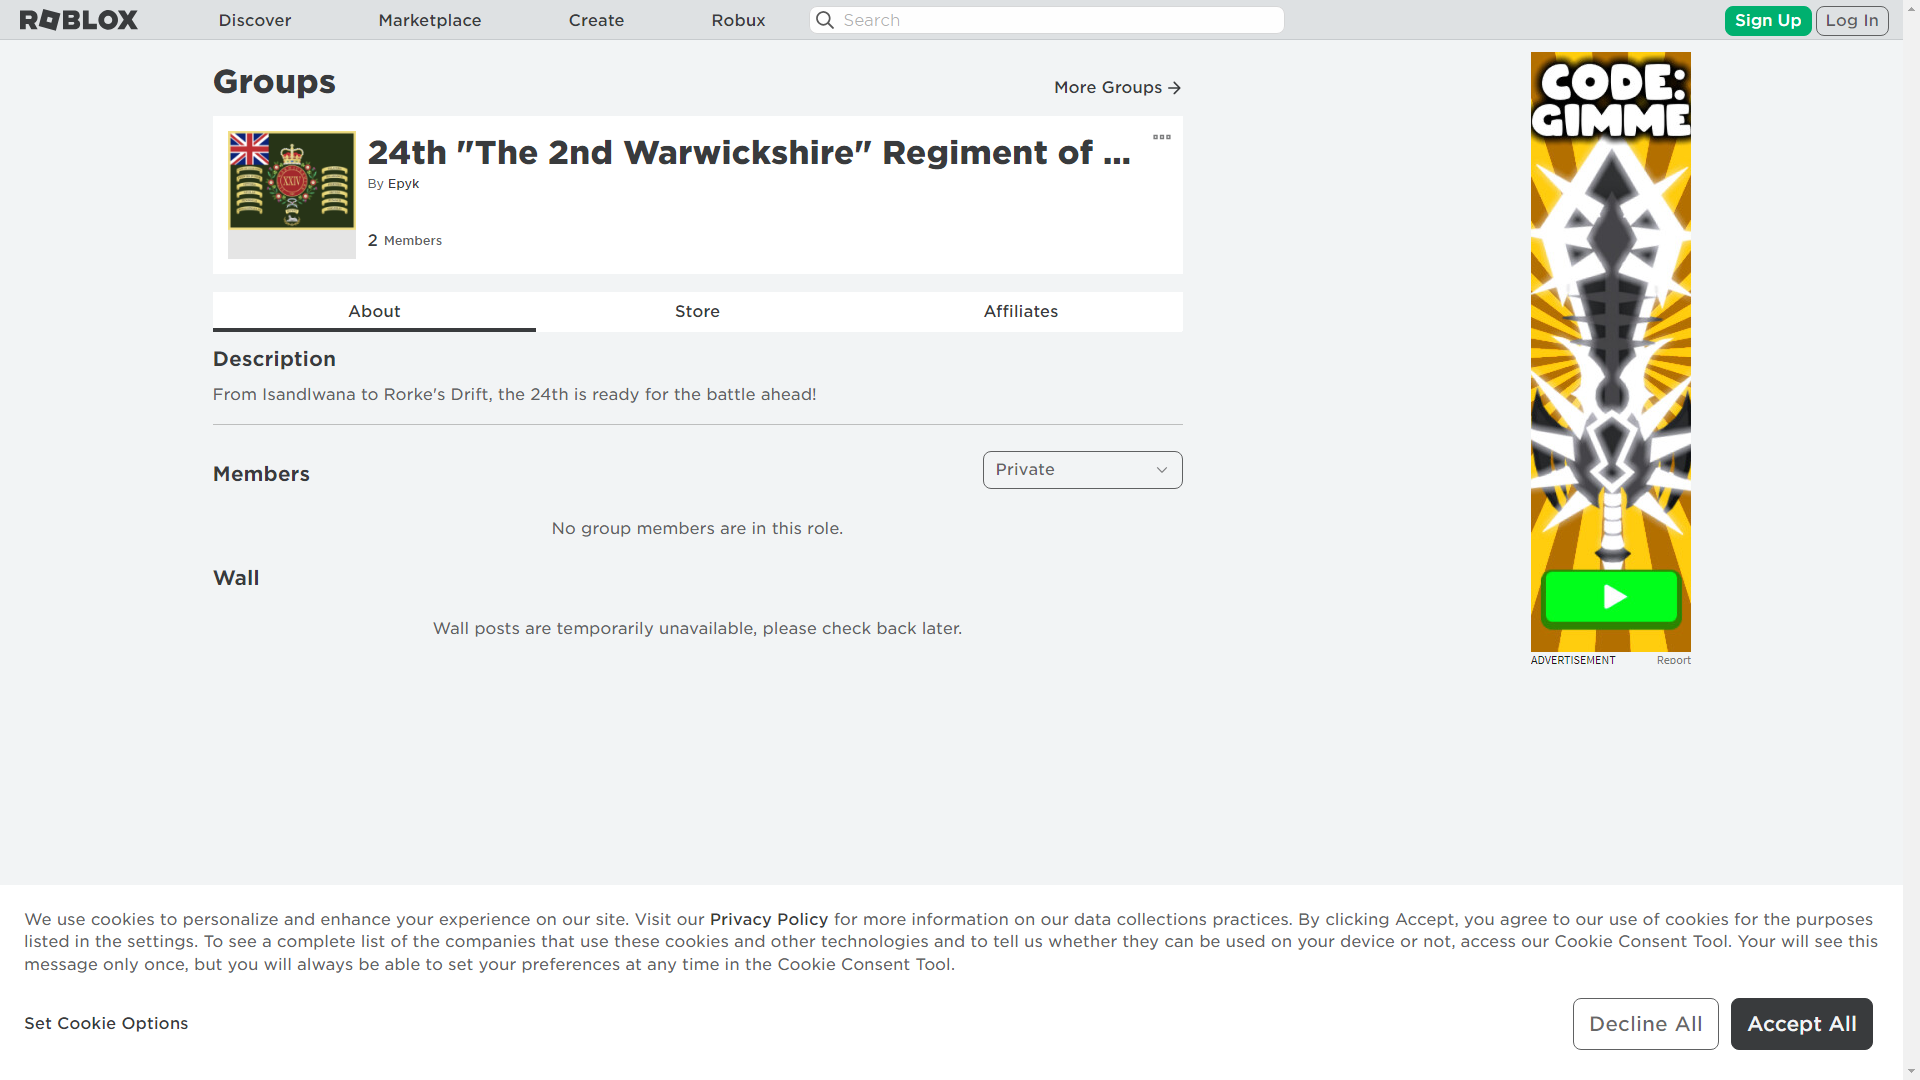 ROBLOX
Discover
Marketplace
Create
Robux
Search
Sign Up
Log In
Groups
More Groups
24th "The 2nd Warwickshire" Regiment of ...
By Epyk
XXIV
2 Members
About
Store
Affiliates
Description
From Isandlwana to Rorke's Drift, the 24th is ready for the battle ahead!
Members
Private
No group members are in this role.
Wall
Wall posts are temporarily unavailable, please check back later.
CODE:
GIMME
ADVERTISEMENT
Report
We use cookies to personalize and enhance your experience on our site. Visit our Privacy Policy for more information on our data collections practices. By clicking Accept, you agree to our use of cookies for the purposes
listed in the settings. To see a complete list of the companies that use these cookies and other technologies and to tell us whether they can be used on your device or not, access our Cookie Consent Tool. Your will see this
message only once, but you will always be able to set your preferences at any time in the Cookie Consent Tool.
Set Cookie Options
Decline All
Accept All